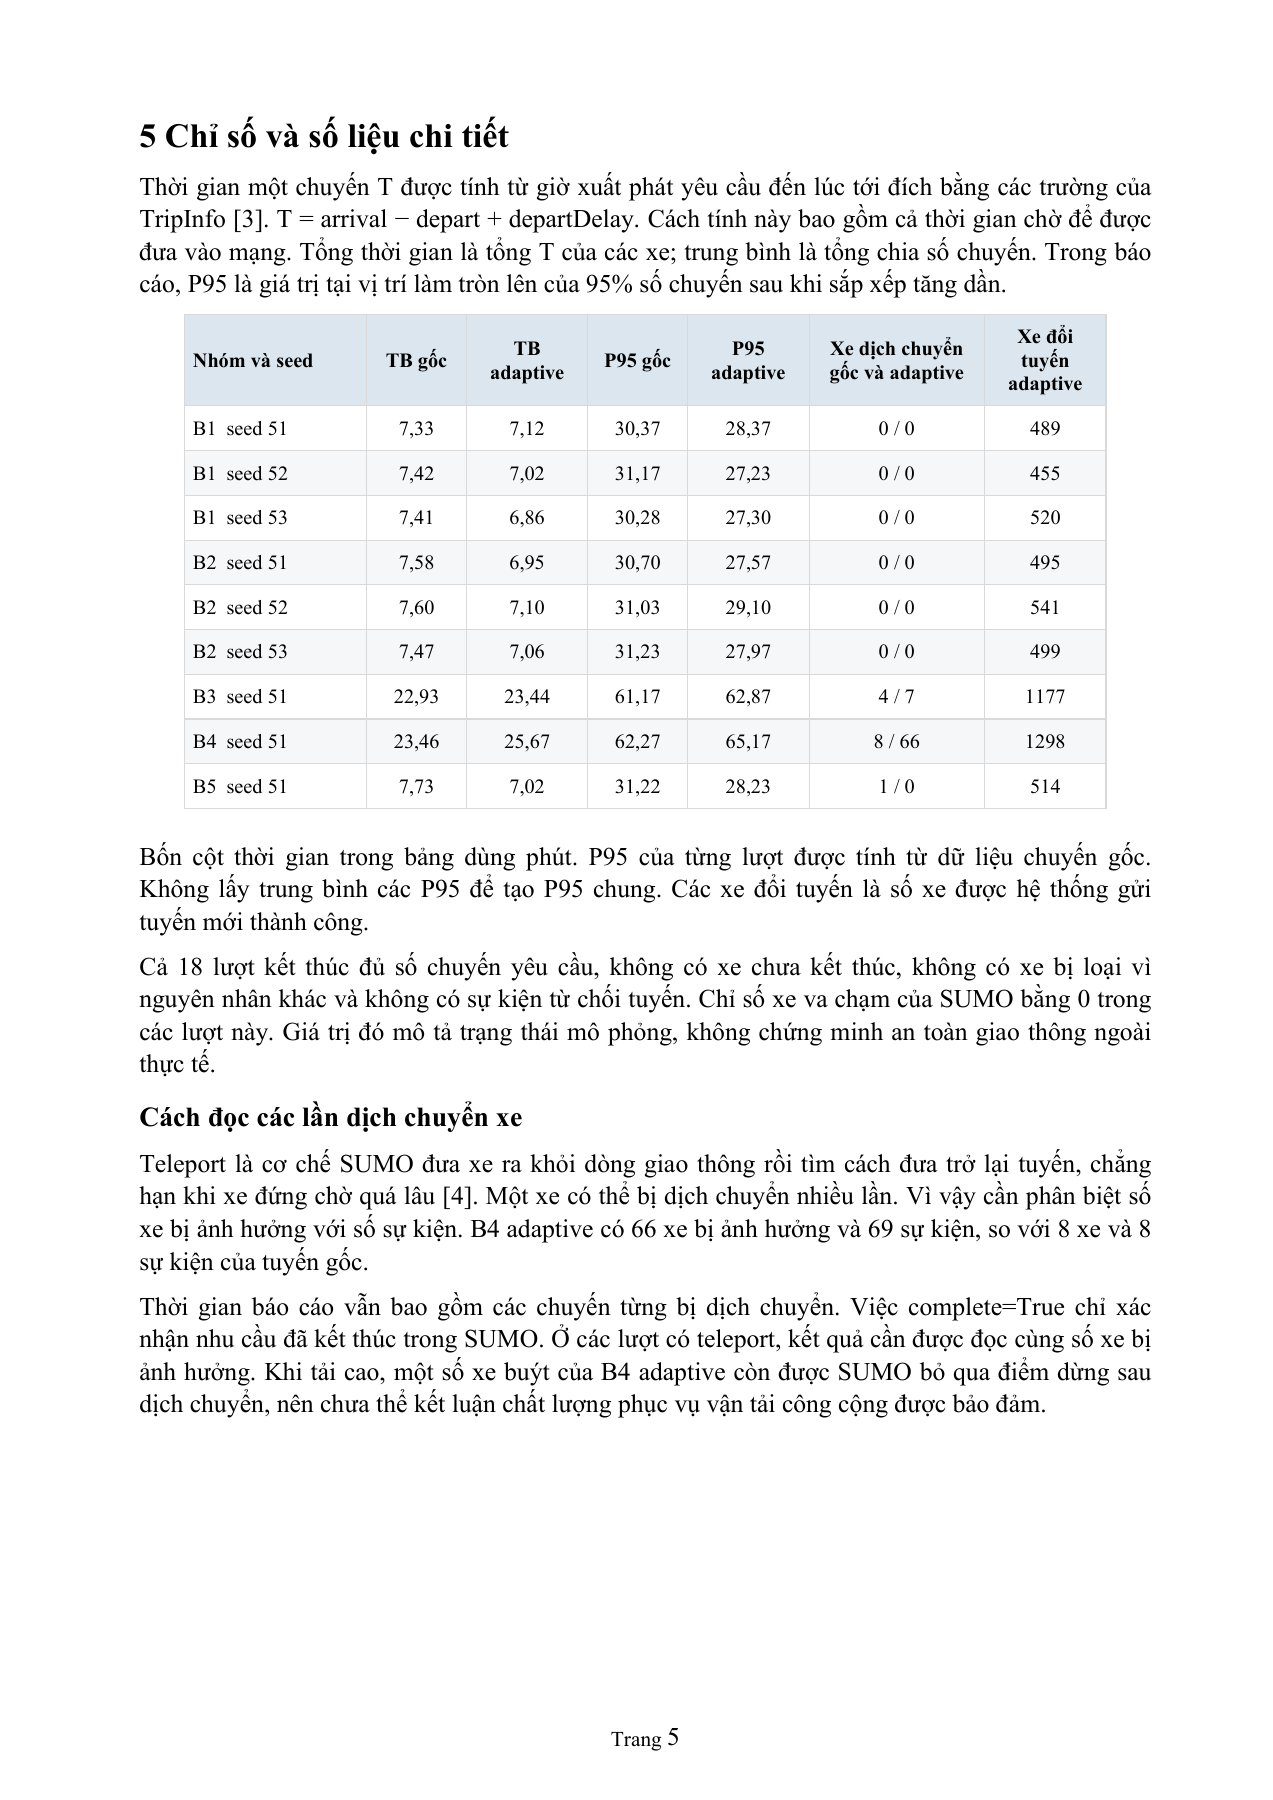 5 Chỉ số và số liệu chi tiết
Thời gian một chuyến T được tính từ giờ xuất phát yêu cầu đến lúc tới đích bằng các trường của
TripInfo [3]. T = arrival − depart + departDelay. Cách tính này bao gồm cả thời gian chờ để được
đưa vào mạng. Tổng thời gian là tổng T của các xe; trung bình là tổng chia số chuyến. Trong báo
cáo, P95 là giá trị tại vị trí làm tròn lên của 95% số chuyến sau khi sắp xếp tăng dần.
Nhóm và seed TB gốc TB adaptive P95 gốc P95 adaptive Xe dịch chuyển gốc và adaptive Xe đổi tuyến adaptive
B1 seed 51 7,33 7,12 30,37 28,37 0 / 0 489
B1 seed 52 7,42 7,02 31,17 27,23 0 / 0 455
B1 seed 53 7,41 6,86 30,28 27,30 0 / 0 520
B2 seed 51 7,58 6,95 30,70 27,57 0 / 0 495
B2 seed 52 7,60 7,10 31,03 29,10 0 / 0 541
B2 seed 53 7,47 7,06 31,23 27,97 0 / 0 499
B3 seed 51 22,93 23,44 61,17 62,87 4 / 7 1177
B4 seed 51 23,46 25,67 62,27 65,17 8 / 66 1298
B5 seed 51 7,73 7,02 31,22 28,23 1 / 0 514
Bốn cột thời gian trong bảng dùng phút. P95 của từng lượt được tính từ dữ liệu chuyến gốc.
Không lấy trung bình các P95 để tạo P95 chung. Các xe đổi tuyến là số xe được hệ thống gửi
tuyến mới thành công.
Cả 18 lượt kết thúc đủ số chuyến yêu cầu, không có xe chưa kết thúc, không có xe bị loại vì
nguyên nhân khác và không có sự kiện từ chối tuyến. Chỉ số xe va chạm của SUMO bằng 0 trong
các lượt này. Giá trị đó mô tả trạng thái mô phỏng, không chứng minh an toàn giao thông ngoài
thực tế.
Cách đọc các lần dịch chuyển xe
Teleport là cơ chế SUMO đưa xe ra khỏi dòng giao thông rồi tìm cách đưa trở lại tuyến, chẳng
hạn khi xe đứng chờ quá lâu [4]. Một xe có thể bị dịch chuyển nhiều lần. Vì vậy cần phân biệt số
xe bị ảnh hưởng với số sự kiện. B4 adaptive có 66 xe bị ảnh hưởng và 69 sự kiện, so với 8 xe và 8
sự kiện của tuyến gốc.
Thời gian báo cáo vẫn bao gồm các chuyến từng bị dịch chuyển. Việc complete=True chỉ xác
nhận nhu cầu đã kết thúc trong SUMO. Ở các lượt có teleport, kết quả cần được đọc cùng số xe bị
ảnh hưởng. Khi tải cao, một số xe buýt của B4 adaptive còn được SUMO bỏ qua điểm dừng sau
dịch chuyển, nên chưa thể kết luận chất lượng phục vụ vận tải công cộng được bảo đảm.
Trang 5